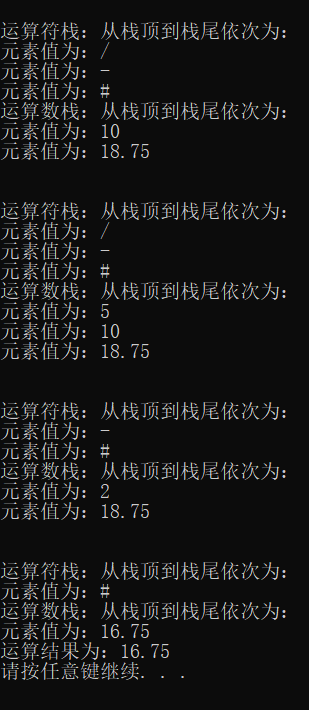 运算符栈：从栈顶到栈尾依次为：
元素值为：/
元素值为：-
元素值为：#
运算数栈：从栈顶到栈尾依次为：
元素值为：10
元素值为：18.75
运算符栈：从栈顶到栈尾依次为：
元素值为：/
元素值为：-
元素值为：#
运算数栈：从栈顶到栈尾依次为：
元素值为：5
元素值为：10
元素值为：18.75
运算符栈：从栈顶到栈尾依次为：
元素值为：-
元素值为：#
运算数栈：从栈顶到栈尾依次为：
元素值为：2
元素值为：18.75
运算符栈：从栈顶到栈尾依次为：
元素值为：#
运算数栈：从栈顶到栈尾依次为：
元素值为：16.75
运算结果为：16.75
请按任意键继续. . .